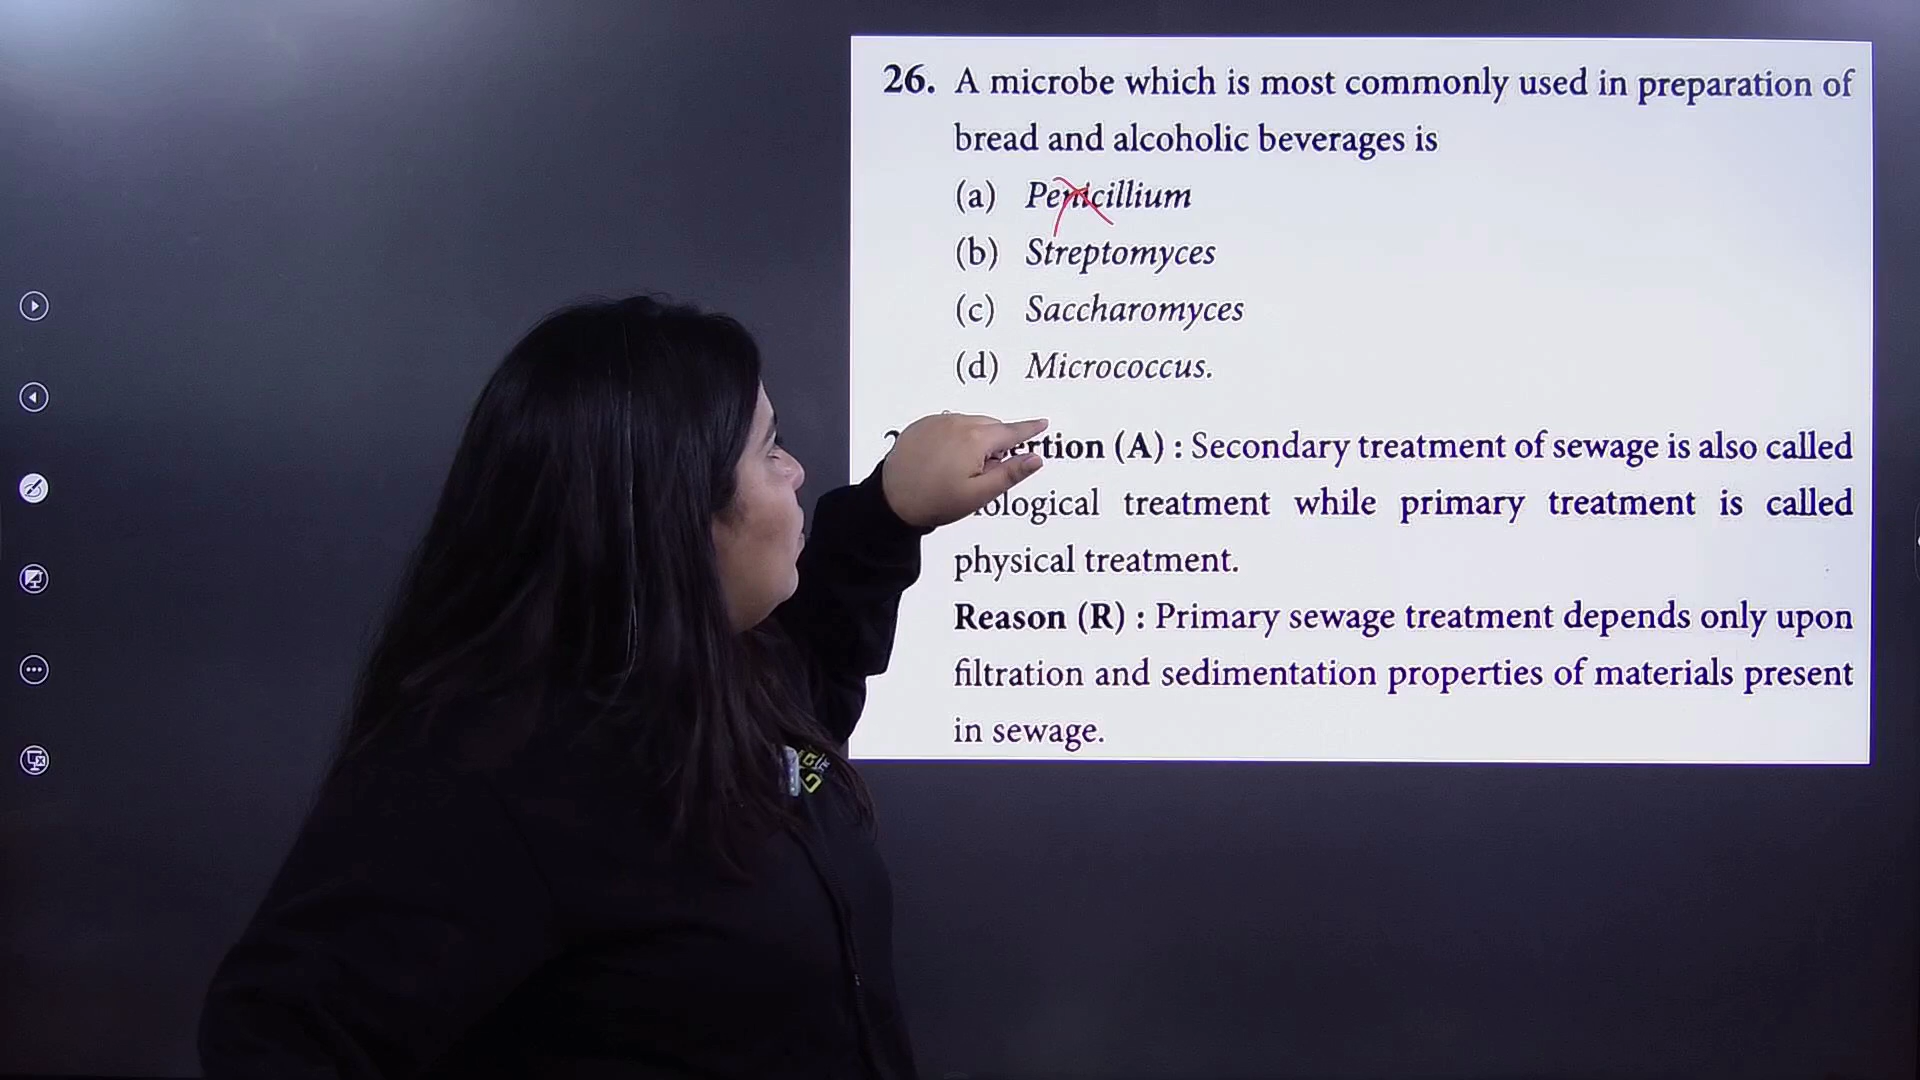 26. A microbe which is most commonly used in preparation of
bread and alcoholic beverages is
(a) Penicillium
(b) Streptomyces
(c) Saccharomyces
(d) Micrococcus.
(A) : Secondary treatment of sewage is also called
treatment while primary treatment is called
physical treatment.
Reason (R) : Primary sewage treatment depends only upon
filtration and sedimentation properties of materials present
in sewage.